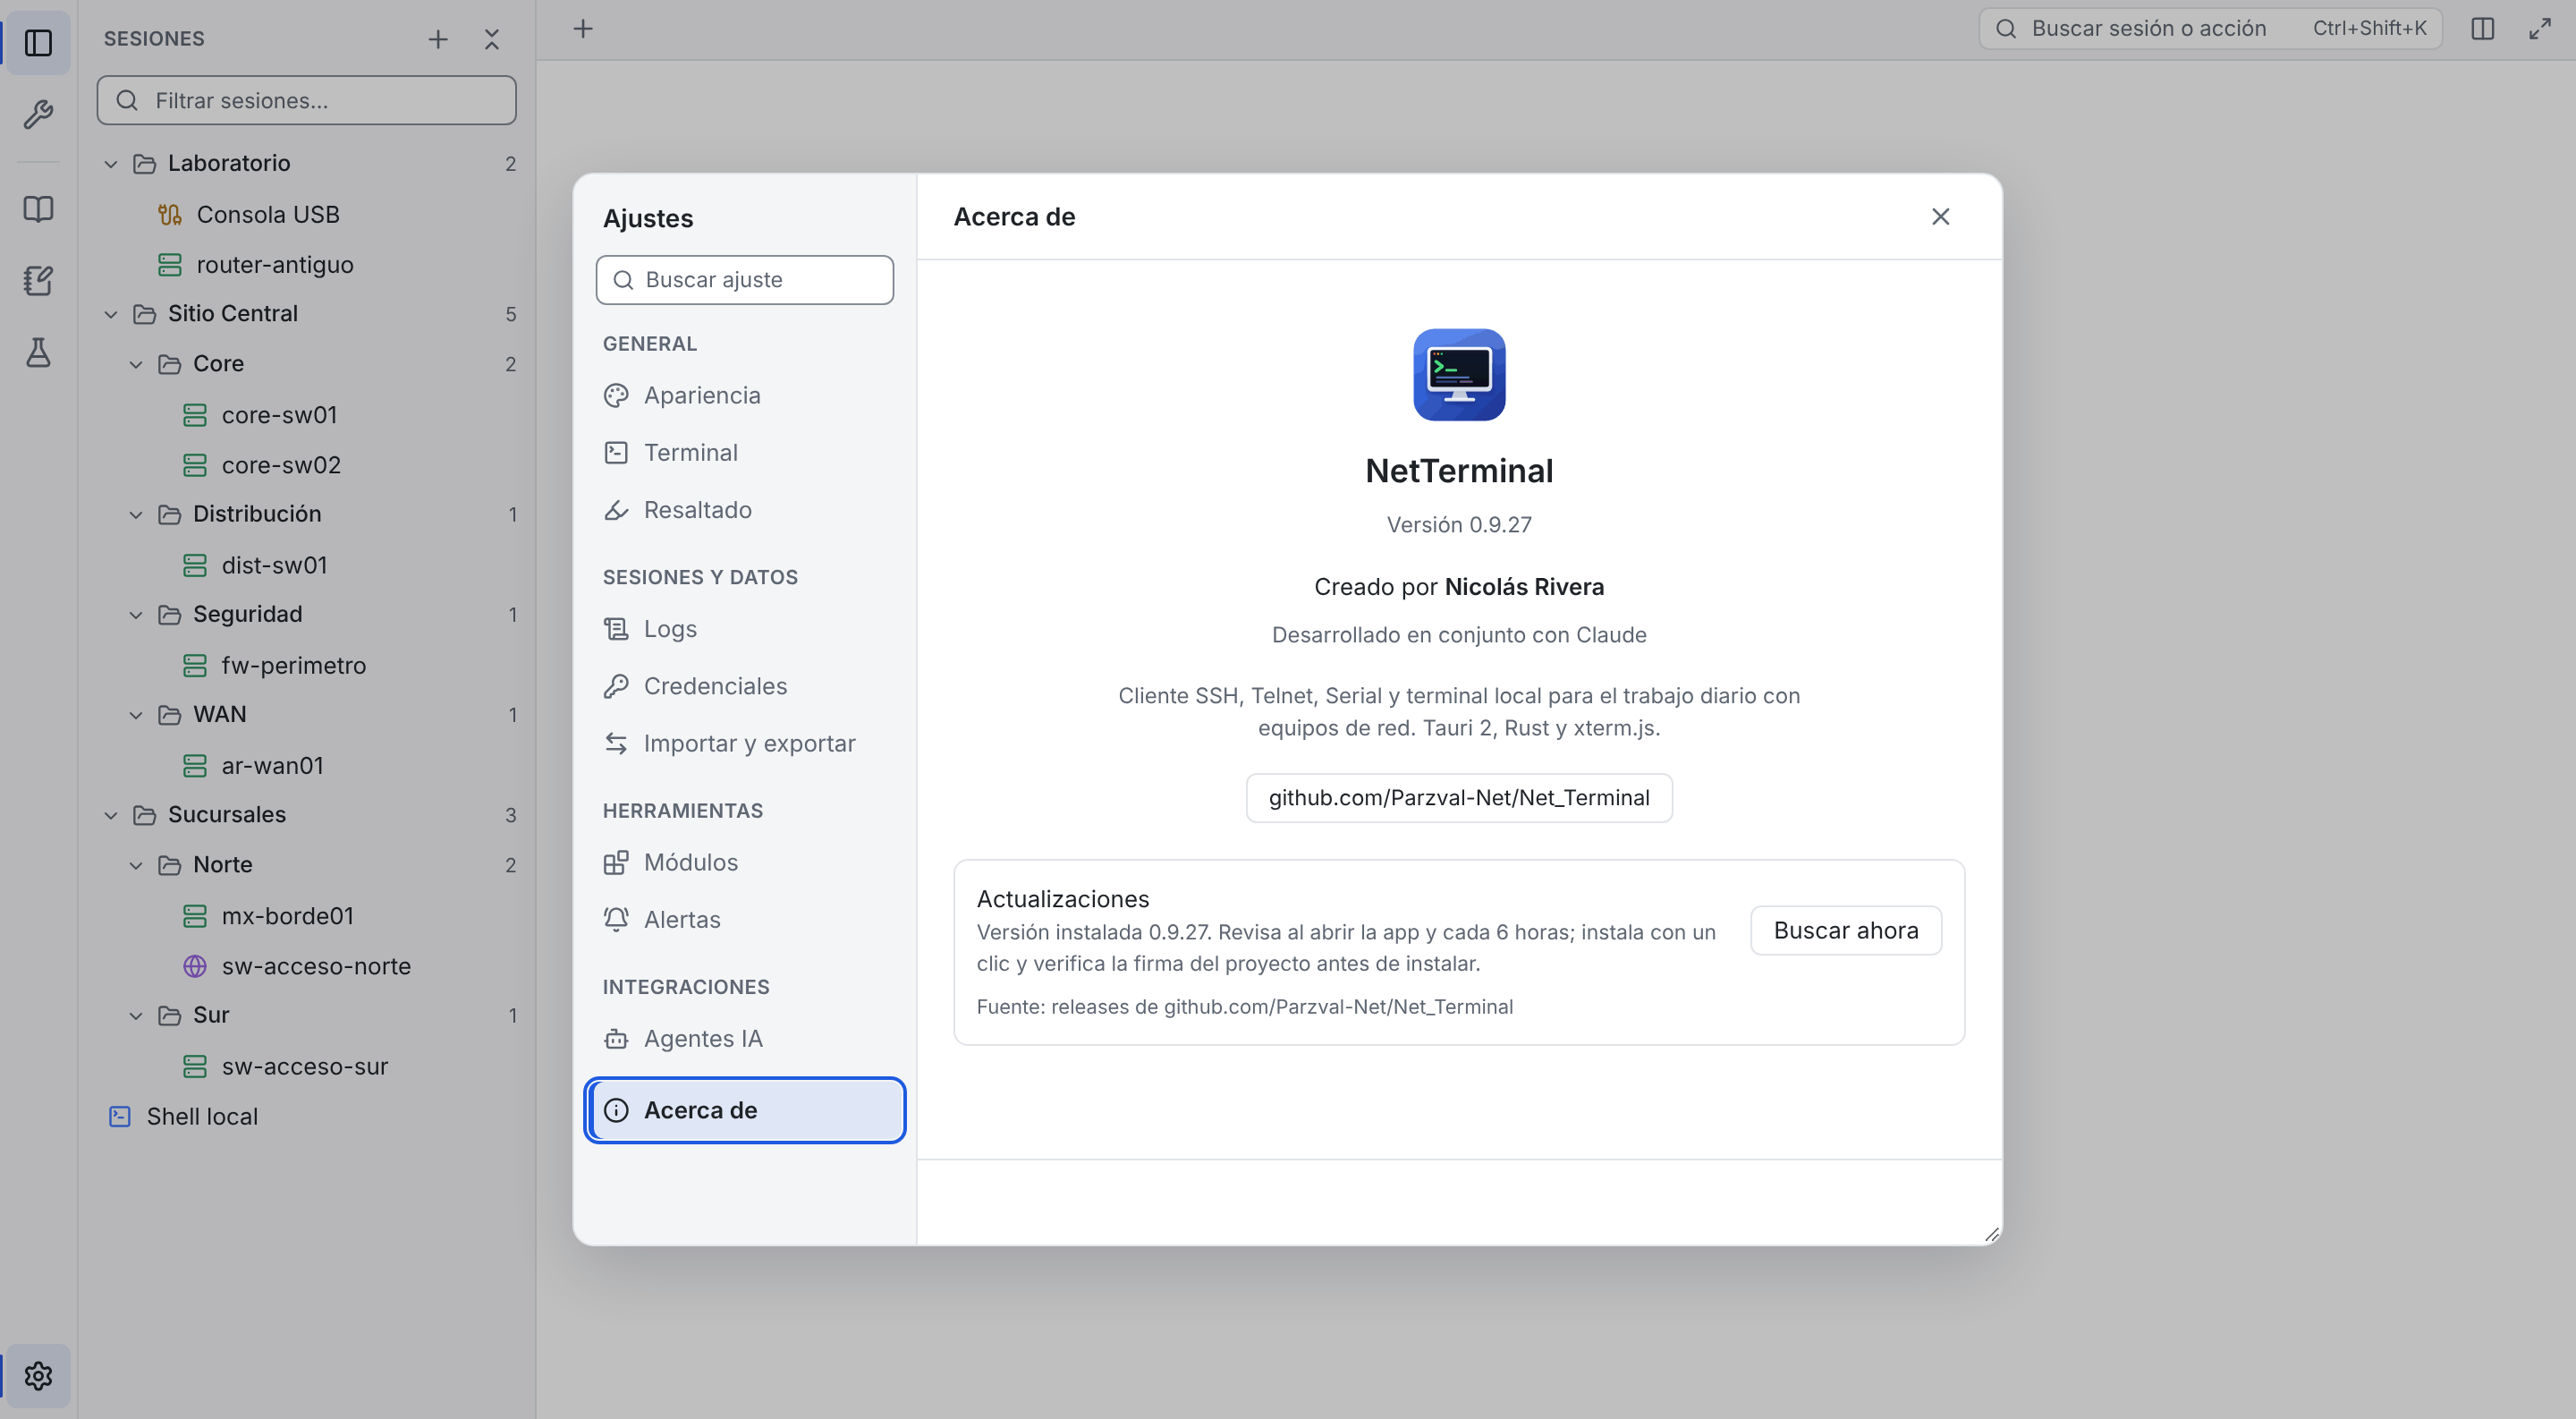 SESIONES
Filtrar sesiones...
Laboratorio 2
Consola USB
router-antiguo
Sitio Central 5
Core 2
core-sw01
core-sw02
Distribución 1
dist-sw01
Seguridad 1
fw-perimetro
WAN 1
ar-wan01
Sucursales 3
Norte 2
mx-borde01
sw-acceso-norte
Sur 1
sw-acceso-sur
Shell local
Buscar sesión o acción Ctrl+Shift+K
Ajustes
Buscar ajuste
GENERAL
Apariencia
Terminal
Resaltado
SESIONES Y DATOS
Logs
Credenciales
Importar y exportar
HERRAMIENTAS
Módulos
Alertas
INTEGRACIONES
Agentes IA
Acerca de
Acerca de
NetTerminal
Versión 0.9.27
Creado por Nicolás Rivera
Desarrollado en conjunto con Claude
Cliente SSH, Telnet, Serial y terminal local para el trabajo diario con
equipos de red. Tauri 2, Rust y xterm.js.
github.com/Parzval-Net/Net_Terminal
Actualizaciones
Versión instalada 0.9.27. Revisa al abrir la app y cada 6 horas; instala con un
clic y verifica la firma del proyecto antes de instalar.
Fuente: releases de github.com/Parzval-Net/Net_Terminal
Buscar ahora